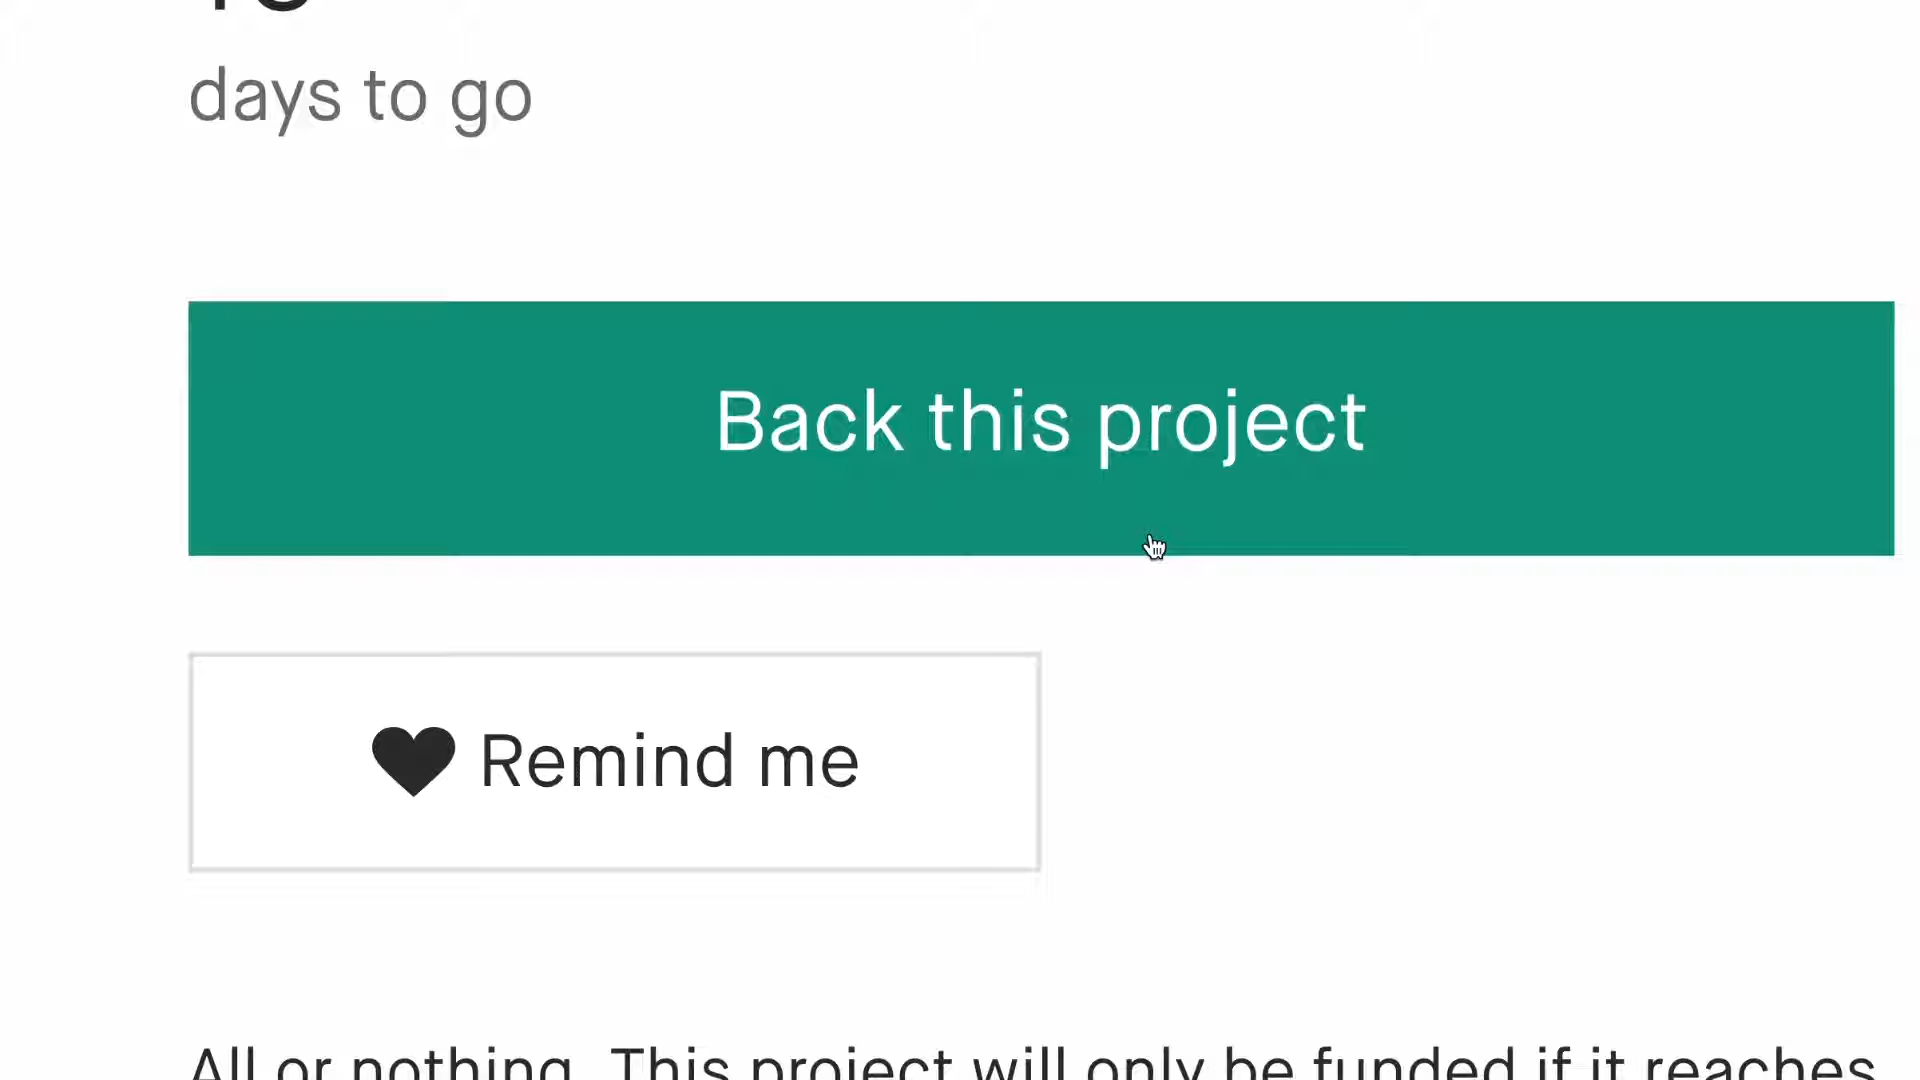 days to go
Back this project
Remind me
All or nothing. This project will only be funded if it reaches